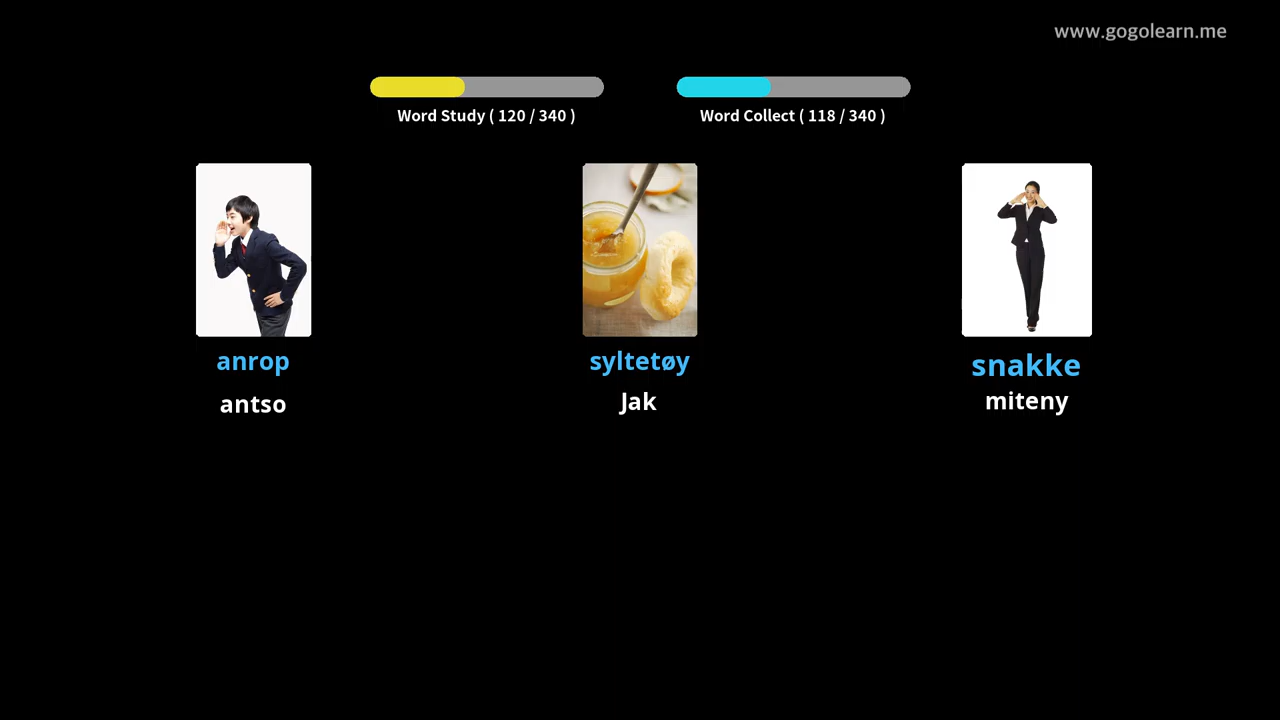 www.gogolearn.me
Word Study ( 120 / 340 )
Word Collect ( 118 / 340 )
anrop
syltetøy
snakke
antso
Jak
miteny